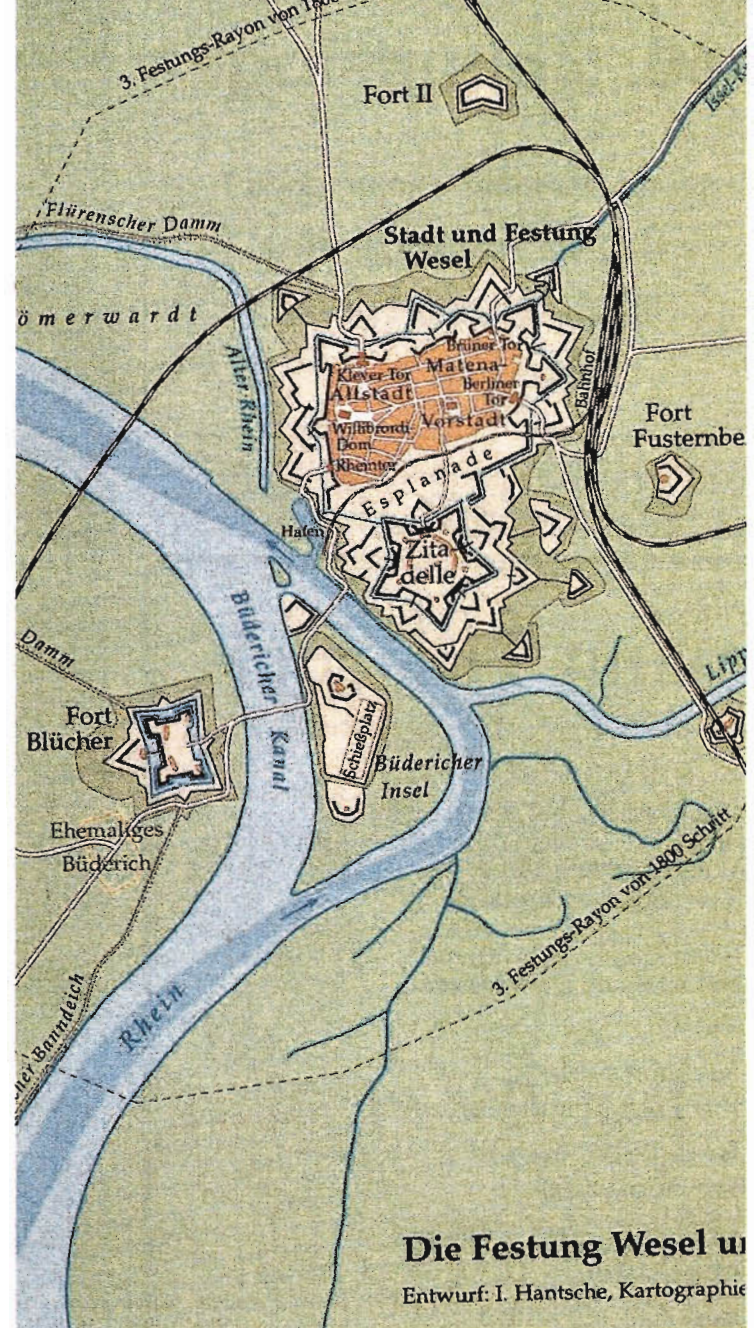 3. Festungs-Rayon von
Fort II
Flürenscher Damm
Stadt und Festung
Wesel
ömerwardt
Alter Rhein
Brüner Tor
Matena
Klever Tor
Altstadt
Berliner
Tor
Vorstadt
Willibrordi
Dom
Rheintor
Esplanade
Bahnhof
Fort
Fusternbe
Hafen
Zita-
delle
Büdericher
Kanal
Damm
Fort
Blücher
Schießplatz
Büdericher
Insel
Lipp
Ehemaliges
Büderich
3. Festungs-Rayon von 1800 Schritt
Rhein
cher Banndeich
Issel-K
Die Festung Wesel u
Entwurf: I. Hantsche, Kartographie